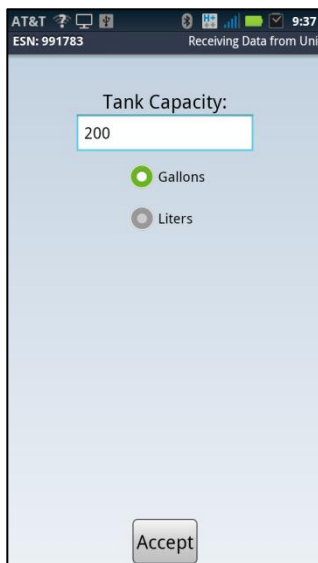 AT&T 9:37
ESN: 991783 Receiving Data from Uni
Tank Capacity:
200
Gallons
Liters
Accept